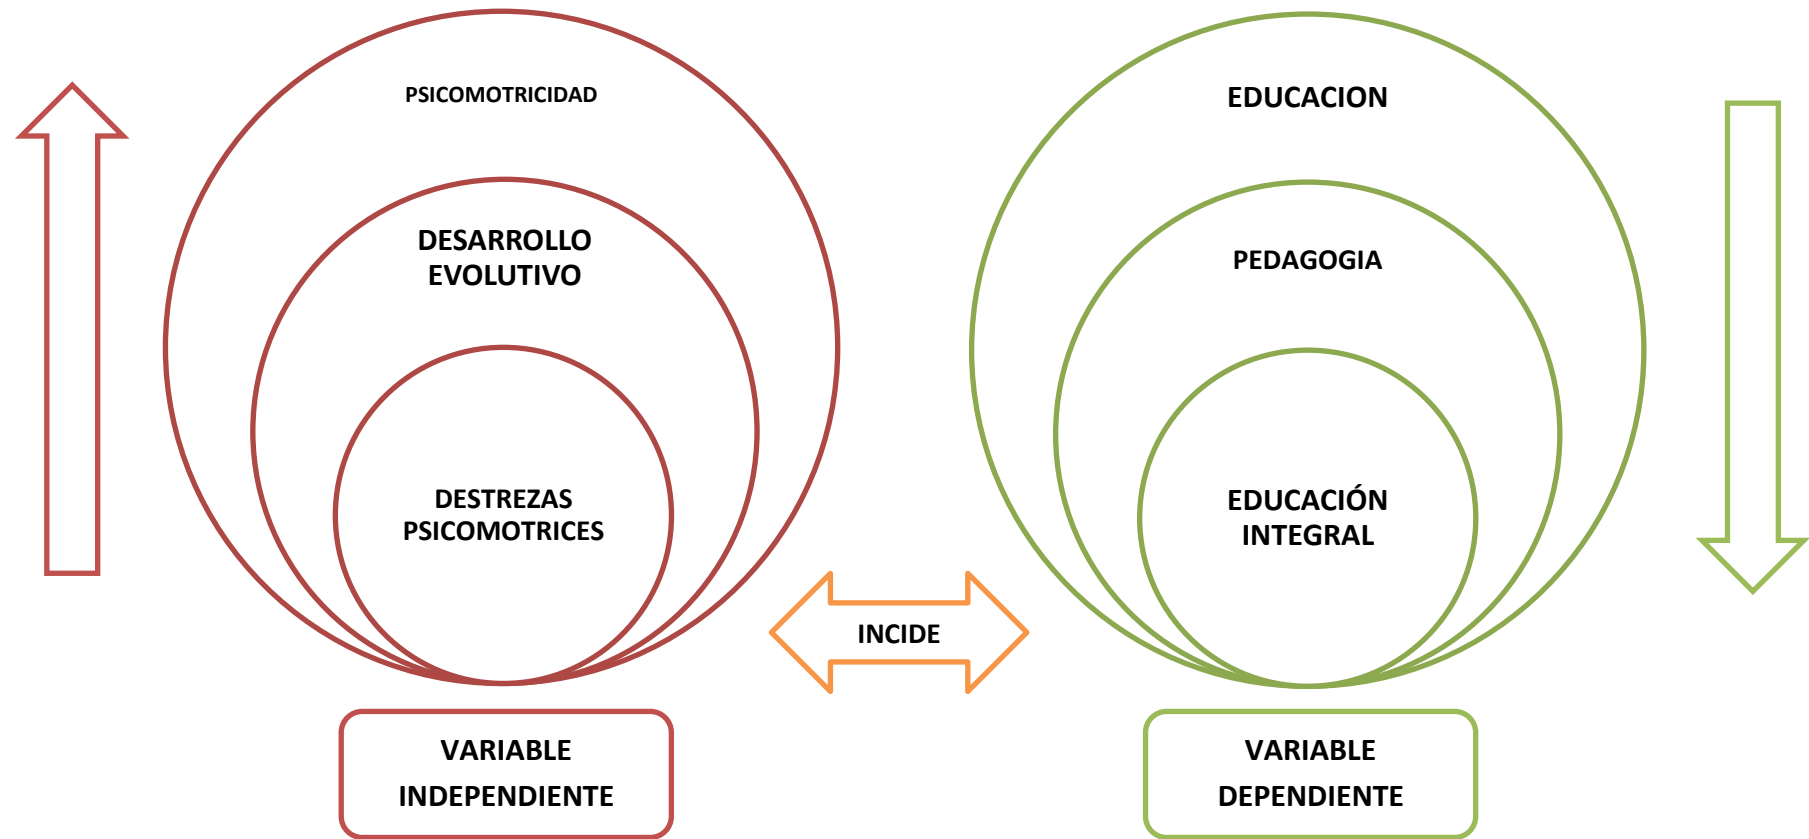 PSICOMOTRICIDAD
DESARROLLO
EVOLUTIVO
DESTREZAS
PSICOMOTRICES
VARIABLE
INDEPENDIENTE
INCIDE
EDUCACION
PEDAGOGIA
EDUCACIÓN
INTEGRAL
VARIABLE
DEPENDIENTE